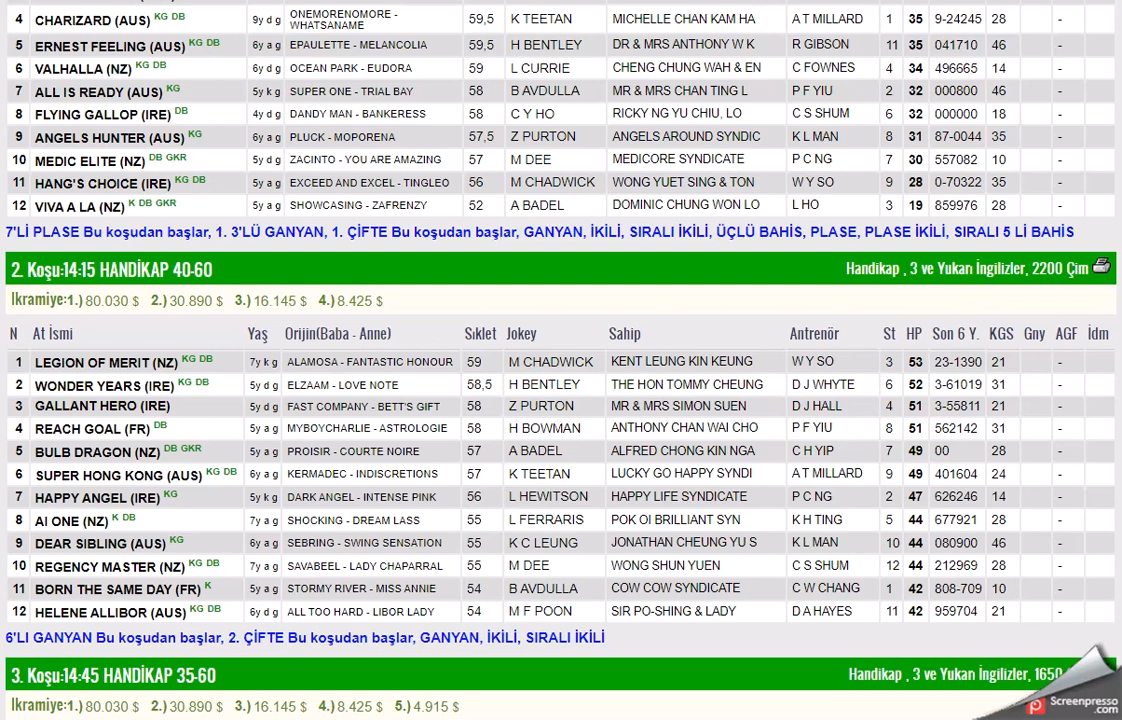 4 CHARIZARD (AUS) KG DB 9y d g ONEMORENOMORE - WHATSANAME 59,5 K TEETAN MICHELLE CHAN KAM HA A T MILLARD 1 35 9-24245 28 -
5 ERNEST FEELING (AUS) KG DB 6y a g EPAULETTE - MELANCOLIA 59,5 H BENTLEY DR & MRS ANTHONY W K R GIBSON 11 35 041710 46 -
6 VALHALLA (NZ) KG DB 6y d g OCEAN PARK - EUDORA 59 L CURRIE CHENG CHUNG WAH & EN C FOWNES 4 34 496665 14 -
7 ALL IS READY (AUS) KG 5y k g SUPER ONE - TRIAL BAY 58 B AVDULLA MR & MRS CHAN TING L P F YIU 2 32 000800 46 -
8 FLYING GALLOP (IRE) DB 4y d g DANDY MAN - BANKERESS 58 C Y HO RICKY NG YU CHIU, LO C S SHUM 6 32 000000 18 -
9 ANGELS HUNTER (AUS) KG 6y a g PLUCK - MOPORENA 57,5 Z PURTON ANGELS AROUND SYNDIC K L MAN 8 31 87-0044 35 -
10 MEDIC ELITE (NZ) DB GKR 5y d g ZACINTO - YOU ARE AMAZING 57 M DEE MEDICORE SYNDICATE P C NG 7 30 557082 10 -
11 HANG'S CHOICE (IRE) KG DB 5y d g EXCEED AND EXCEL - TINGLEO 56 M CHADWICK WONG YUET SING & TON W Y SO 9 28 0-70322 35 -
12 VIVA A LA (NZ) K DB GKR 5y a g SHOWCASING - ZAFRENZY 52 A BADEL DOMINIC CHUNG WON LO L HO 3 19 859976 28 -
7'Lİ PLASE Bu koşudan başlar, 1. 3'LÜ GANYAN, 1. ÇİFTE Bu koşudan başlar, GANYAN, İKİLİ, SIRALI İKİLİ, ÜÇLÜ BAHİS, PLASE, PLASE İKİLİ, SIRALI 5 Lİ BAHİS
2. Koşu:14:15 HANDİKAP 40-60 Handikap , 3 ve Yukarı İngilizler, 2200 Çim
İkramiye:1.) 80.030 $ 2.) 30.890 $ 3.) 16.145 $ 4.) 8.425 $
N At İsmi Yaş Orijin(Baba - Anne) Sıklet Jokey Sahip Antrenör St HP Son 6 Y. KGS Gny AGF İdm
1 LEGION OF MERIT (NZ) KG DB 7y k g ALAMOSA - FANTASTIC HONOUR 59 M CHADWICK KENT LEUNG KIN KEUNG W Y SO 3 53 23-1390 21 -
2 WONDER YEARS (IRE) KG DB 5y d g ELZAAM - LOVE NOTE 58,5 H BENTLEY THE HON TOMMY CHEUNG D J WHYTE 6 52 3-61019 31 -
3 GALLANT HERO (IRE) 5y d g FAST COMPANY - BETT'S GIFT 58 Z PURTON MR & MRS SIMON SUEN D J HALL 4 51 3-55811 21 -
4 REACH GOAL (FR) DB 5y a g MYBOYCHARLIE - ASTROLOGIE 58 H BOWMAN ANTHONY CHAN WAI CHO P F YIU 8 51 562142 31 -
5 BULB DRAGON (NZ) DB GKR 5y a g PROISIR - COURTE NOIRE 57 A BADEL ALFRED CHONG KIN NGA C H YIP 7 49 00 28 -
6 SUPER HONG KONG (AUS) KG DB 6y a g KERMADEC - INDISCRETIONS 57 K TEETAN LUCKY GO HAPPY SYNDI A T MILLARD 9 49 401604 24 -
7 HAPPY ANGEL (IRE) KG 5y k g DARK ANGEL - INTENSE PINK 56 L HEWITSON HAPPY LIFE SYNDICATE P C NG 2 47 626246 14 -
8 AI ONE (NZ) K DB 7y a g SHOCKING - DREAM LASS 55 L FERRARIS POK OI BRILLIANT SYN K H TING 5 44 677921 28 -
9 DEAR SIBLING (AUS) KG 6y a g SEBRING - SWING SENSATION 55 K C LEUNG JONATHAN CHEUNG YU S K L MAN 10 44 080900 46 -
10 REGENCY MASTER (NZ) KG DB 7y a g SAVABEEL - LADY CHAPARRAL 55 M DEE WONG SHUN YUEN C S SHUM 12 44 212969 28 -
11 BORN THE SAME DAY (FR) K 5y a g STORMY RIVER - MISS ANNIE 54 B AVDULLA COW COW SYNDICATE C W CHANG 1 42 808-709 10 -
12 HELENE ALLIBOR (AUS) KG DB 6y d g ALL TOO HARD - LIBOR LADY 54 M F POON SIR PO-SHING & LADY D A HAYES 11 42 959704 21 -
6'LI GANYAN Bu koşudan başlar, 2. ÇİFTE Bu koşudan başlar, GANYAN, İKİLİ, SIRALI İKİLİ
3. Koşu:14:45 HANDİKAP 35-60 Handikap , 3 ve Yukarı İngilizler, 1650
İkramiye:1.) 80.030 $ 2.) 30.890 $ 3.) 16.145 $ 4.) 8.425 $ 5.) 4.915 $
Screenpresso
.com